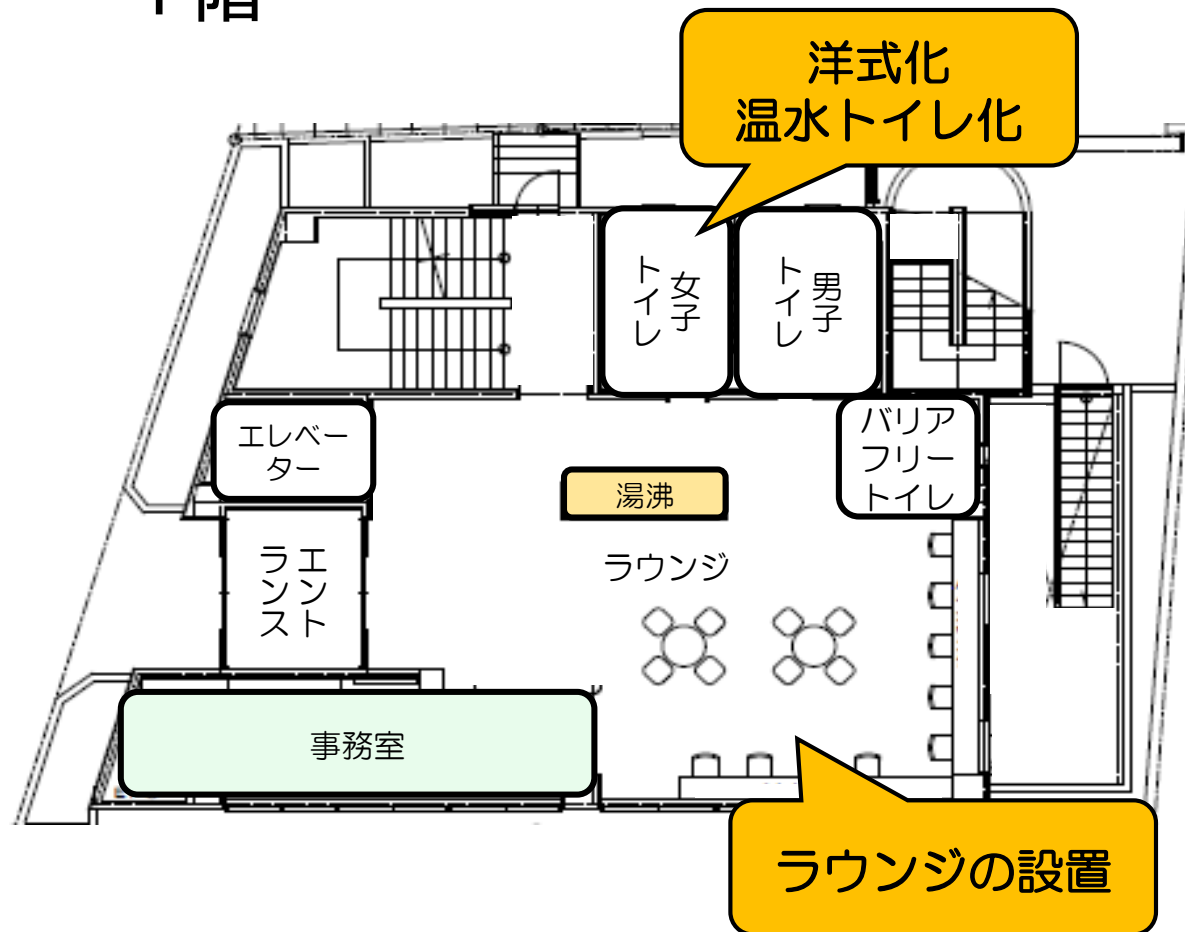 1階
洋式化
温水トイレ化
女子
トイレ
男子
トイレ
エレベー
ター
バリア
フリー
トイレ
湯沸
エント
ランス
ラウンジ
事務室
ラウンジの設置